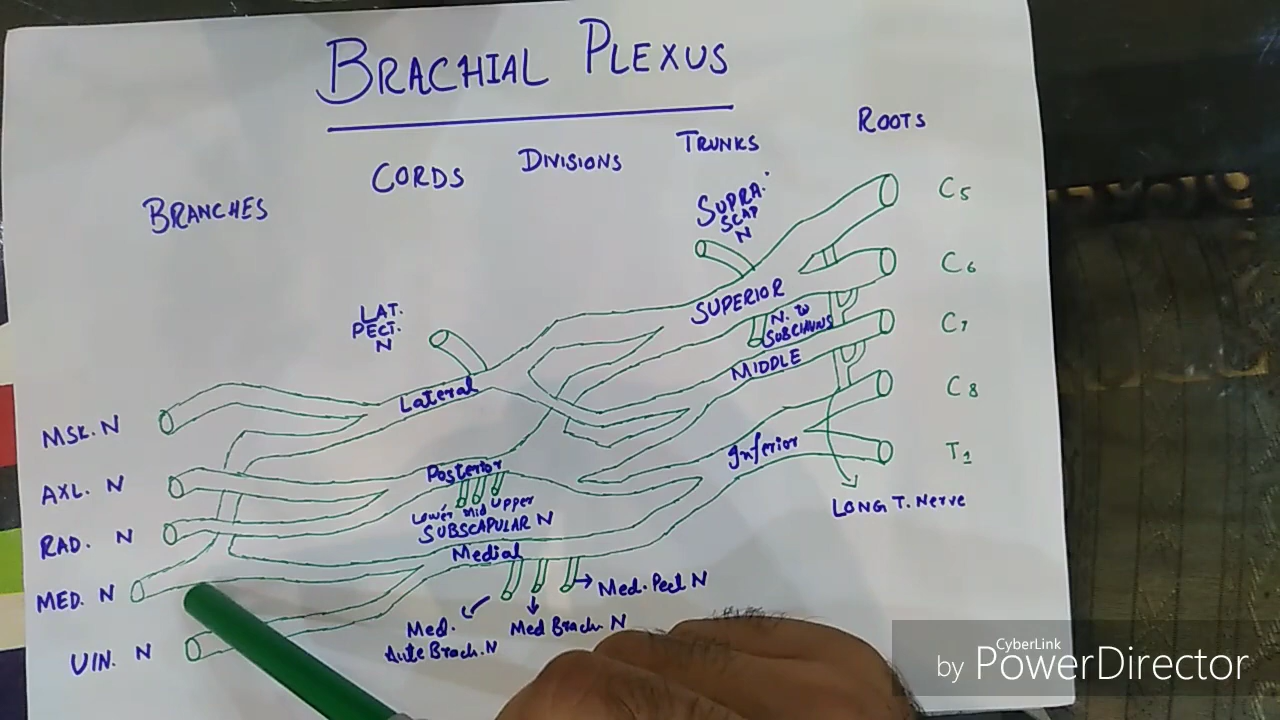 BRACHIAL PLEXUS
ROOTS
TRUNKS
DIVISIONS
CORDS
BRANCHES
SUPRA.
SCAP
N
C5
C6
C7
C8
T1
SUPERIOR
N. to
SUBCLAVIUS
MIDDLE
Inferior
LONG T. Nerve
LAT.
PECT.
N
Lateral
Posterior
Lower Mid Upper
SUBSCAPULAR N
Medial
Med. Pect N
Med Brach. N
Med.
Ante Brach. N
MSK. N
AXL. N
RAD. N
MED. N
UlN. N
CyberLink
by PowerDirector